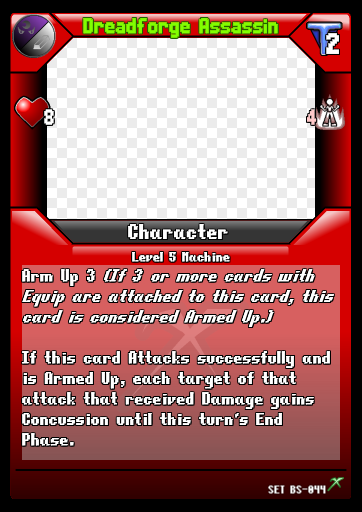 Dreadforge Assassin
T 2
8
4
Character
Level 5 Machine
Arm Up 3 (If 3 or more cards with
Equip are attached to this card, this
card is considered Armed Up.)
If this card Attacks successfully and
is Armed Up, each target of that
attack that received Damage gains
Concussion until this turn's End
Phase.
SET BS-044